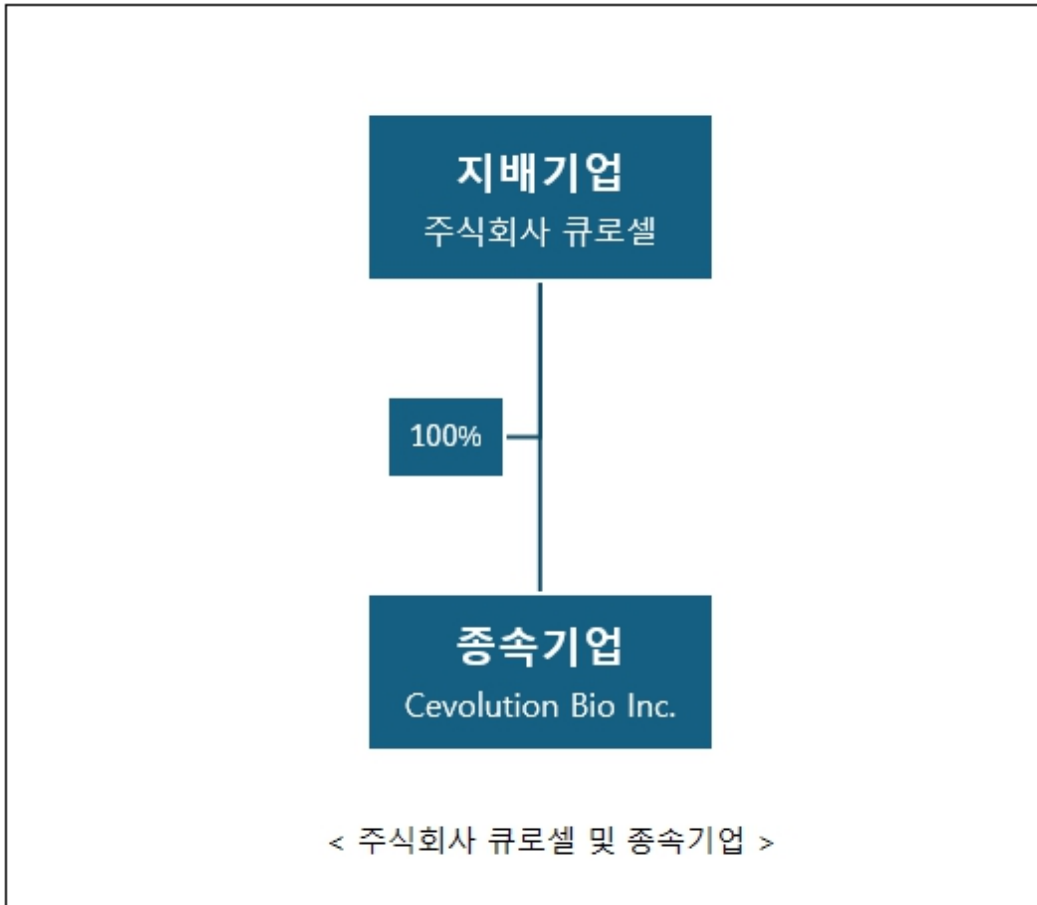 지배기업
주식회사 큐로셀
100%
종속기업
Cevolution Bio Inc.
< 주식회사 큐로셀 및 종속기업 >